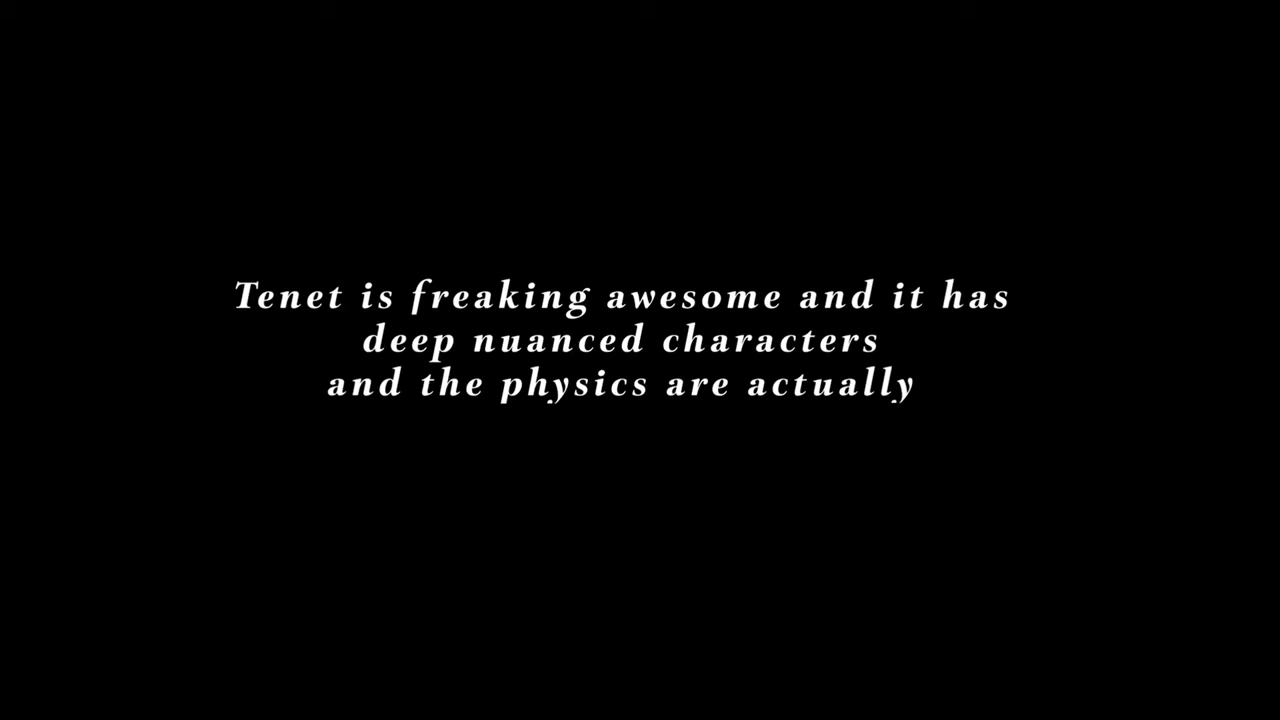 Tenet is freaking awesome and it has
deep nuanced characters
and the physics are actually